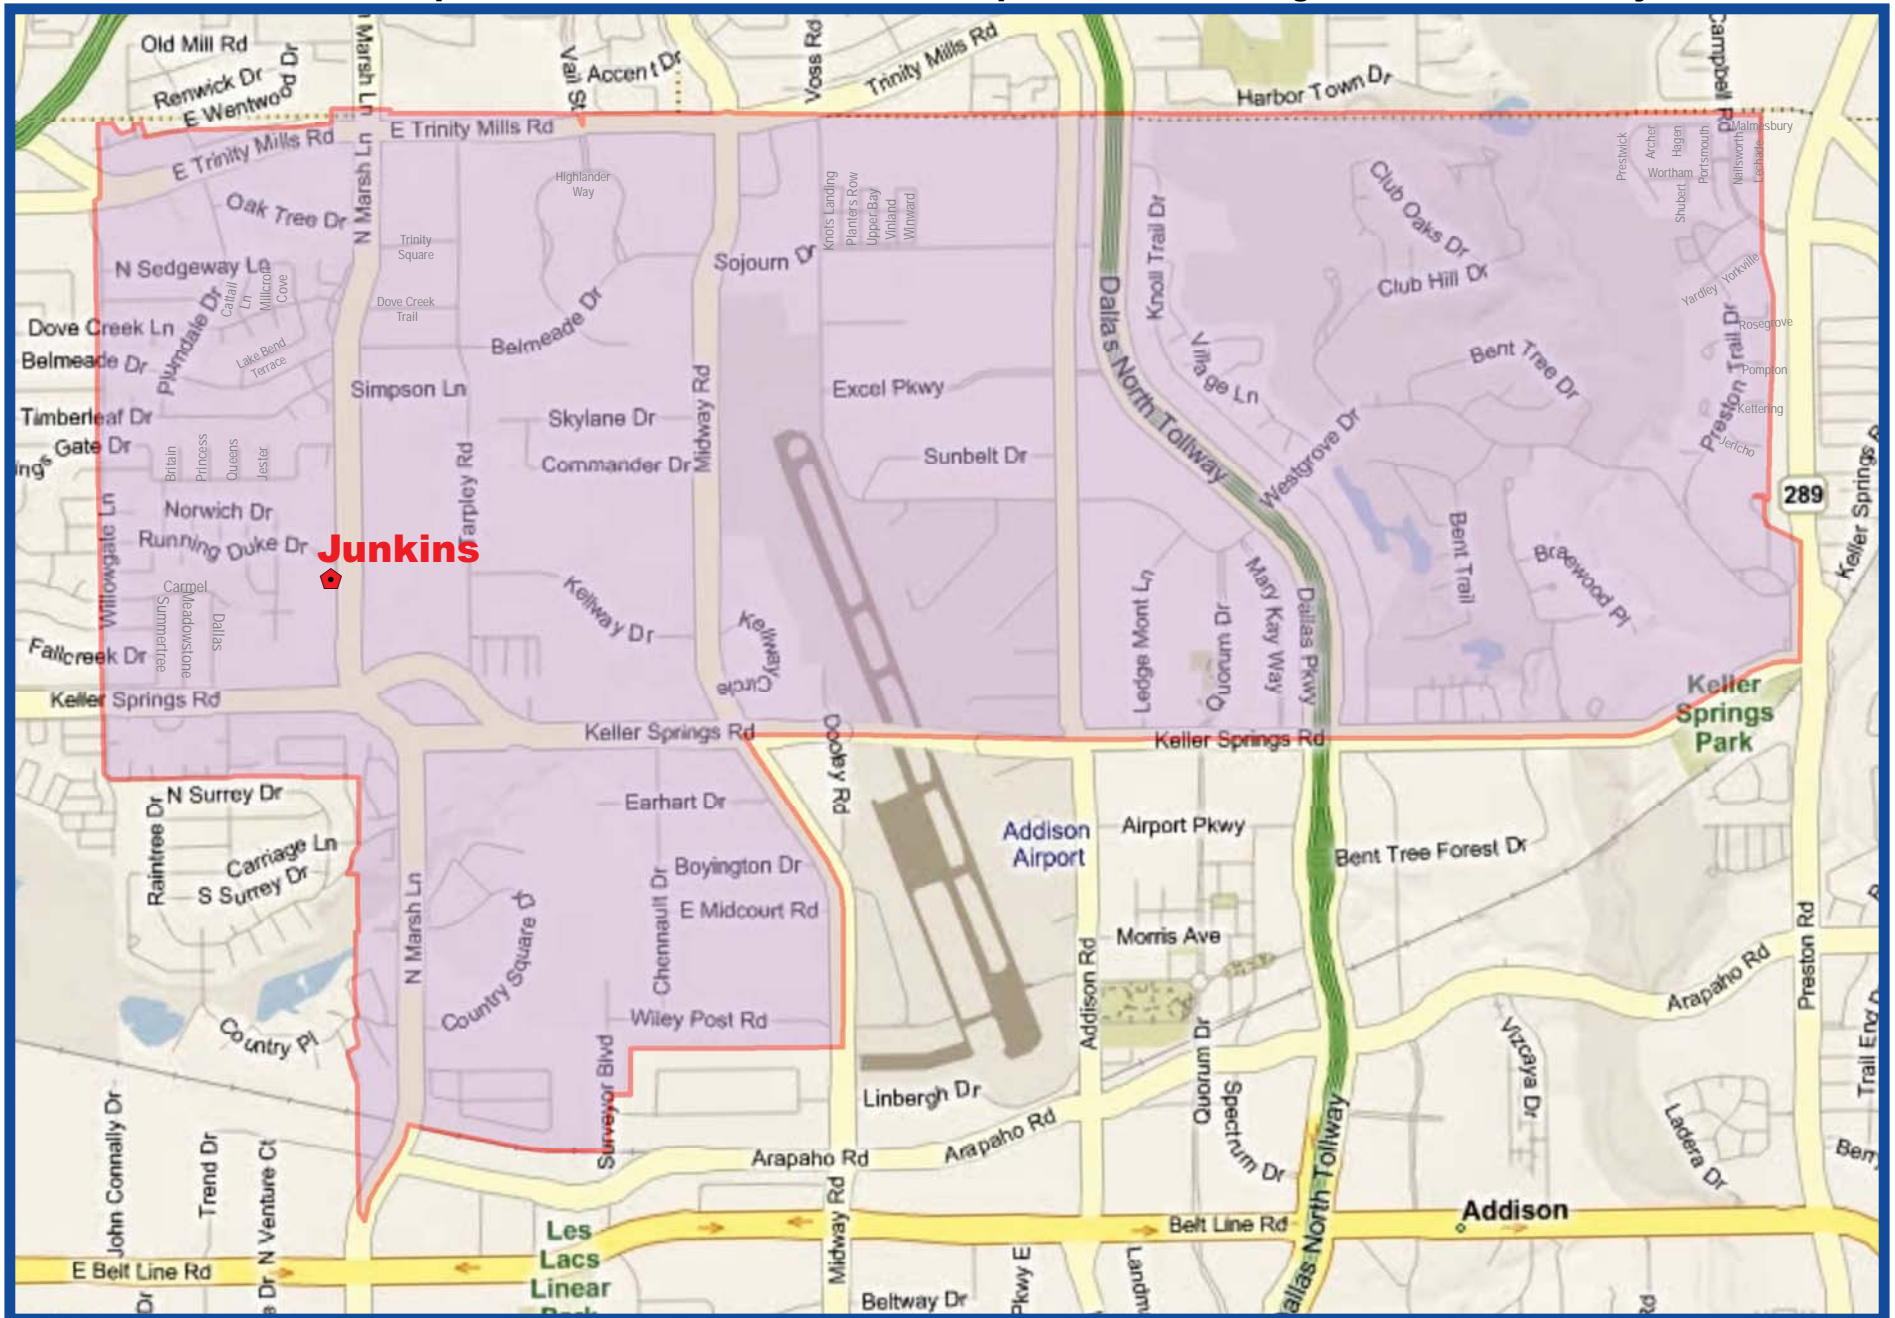 Old Mill Rd
Renwick Dr
E Wentwood Dr
Marsh Ln
Vail St
Accent Dr
Voss Rd
Trinity Mills Rd
Harbor Town Dr
Campbell Rd
E Trinity Mills Rd
E Trinity Mills Rd
Malmesbury
Prestwick
Archer
Hagen
Portsmouth
Nailsworth
Lechade
Wortham
Shubert
Highlander
Way
Oak Tree Dr
N Marsh Ln
Trinity
Square
Knots Landing
Planters Row
Upper Bay
Vinland
Winward
Knoll Trail Dr
Club Oaks Dr
Sojourn Dr
N Sedgeway Ln
Cattail
Ln
Millcroft
Cove
Club Hill Dr
Yardley
Yorkville
Dove Creek
Trail
Dove Creek Ln
Plumdale Dr
Belmeade Dr
Dallas North Tollway
Preston Trail Dr
Rosegrove
Belmeade Dr
Lake Bend
Terrace
Village Ln
Bent Tree Dr
Pompton
Simpson Ln
Midway Rd
Excel Pkwy
Timberleaf Dr
Skylane Dr
Kettering
Gate Dr
ings
Britain
Princess
Queens
Jester
Tarpley Rd
Commander Dr
Sunbelt Dr
Westgrove Dr
Jericho
289
Keller Springs R
Willowgate Ln
Norwich Dr
Running Duke Dr
Junkins
Bent Trail
Braewood Pl
Carmel
Summertree
Meadowstone
Dallas
Kellway Dr
Kellway
Circle
Ledge Mont Ln
Quorum Dr
Mary Kay Way
Dallas Pkwy
Fallcreek Dr
Keller Springs Rd
Keller
Springs
Park
Keller Springs Rd
Dooley Rd
Keller Springs Rd
N Surrey Dr
Raintree Dr
Earhart Dr
Addison
Airport
Airport Pkwy
Carriage Ln
S Surrey Dr
Bent Tree Forest Dr
Boyington Dr
Chennault Dr
E Midcourt Rd
N Marsh Ln
Country Square Dr
Morris Ave
Addison Rd
Preston Rd
Arapaho Rd
Wiley Post Rd
Country Pl
Surveyor Blvd
Linbergh Dr
Quorum Dr
Spectrum Dr
Vizcaya Dr
Trail End D
John Connally Dr
Trend Dr
N Venture Ct
Arapaho Rd
Arapaho Rd
Ladera Dr
Midway Rd
Dallas North Tollway
Les
Lacs
Linear
Belt Line Rd
Addison
E Belt Line Rd
Beltway Dr
Pkwy E
Landm
allas North Tollway
Dr
Rd